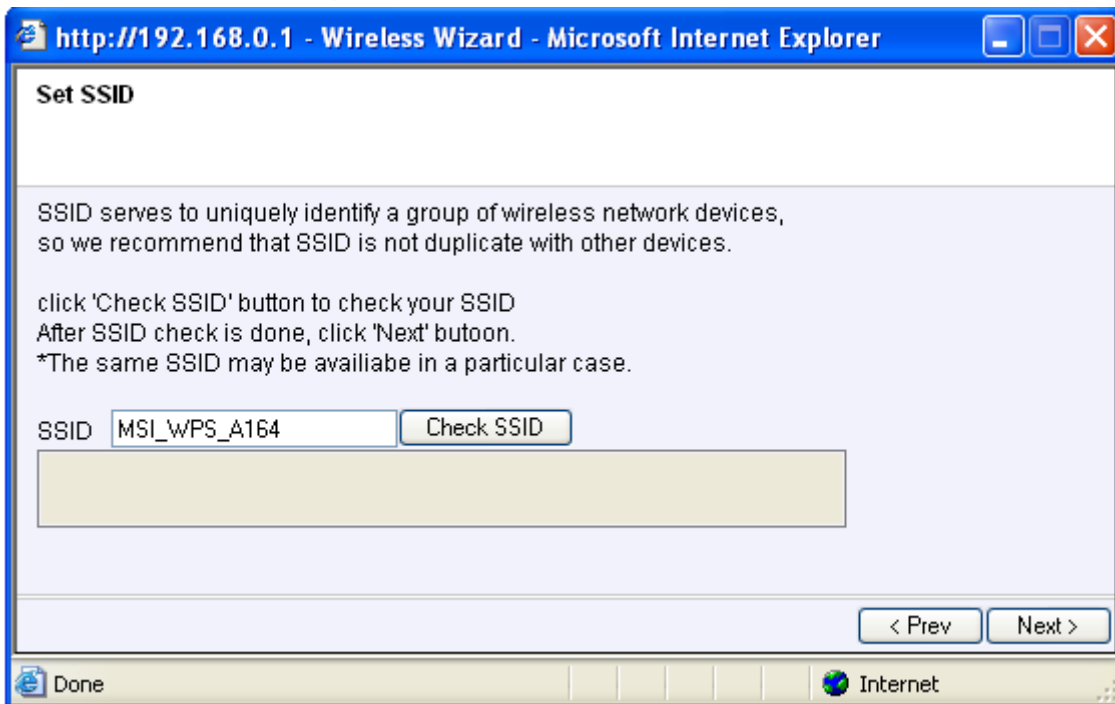 http://192.168.0.1 - Wireless Wizard - Microsoft Internet Explorer
Set SSID
SSID serves to uniquely identify a group of wireless network devices,
so we recommend that SSID is not duplicate with other devices.
click 'Check SSID' button to check your SSID
After SSID check is done, click 'Next' butoon.
*The same SSID may be availiabe in a particular case.
SSID MSI_WPS_A164 Check SSID
< Prev Next >
Done Internet